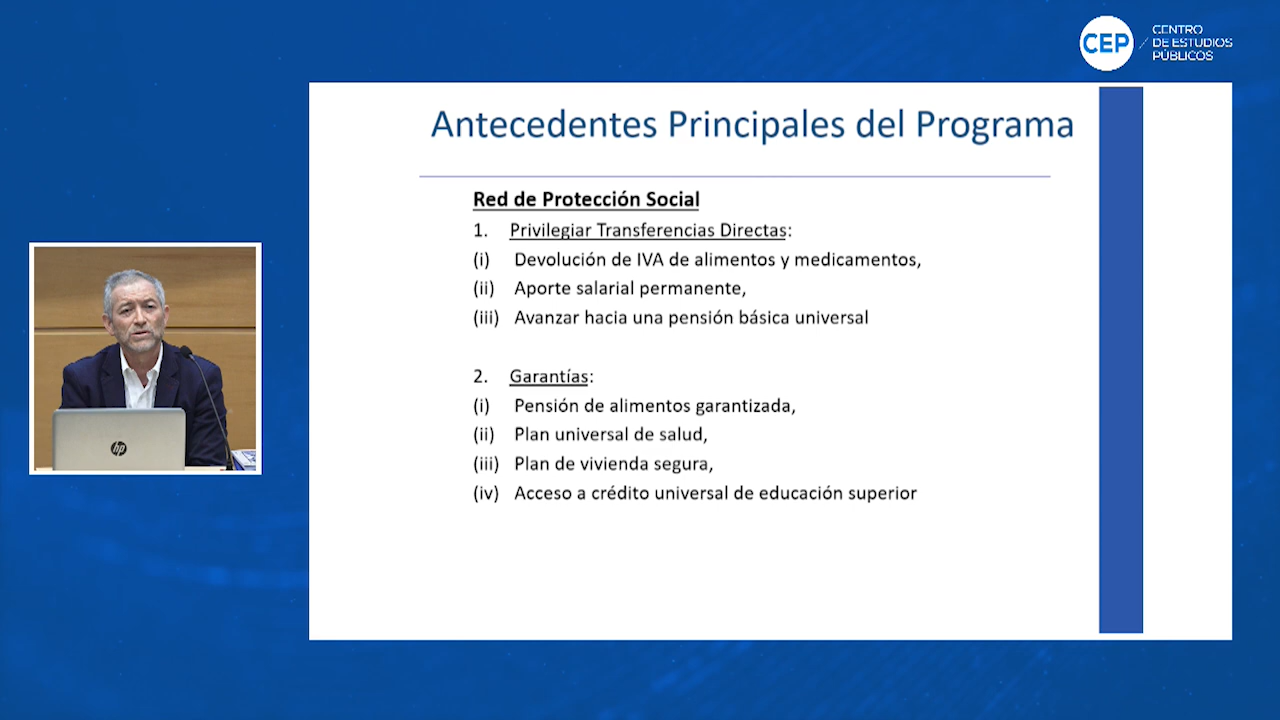 CEP
CENTRO
DE ESTUDIOS
PÚBLICOS
Antecedentes Principales del Programa
Red de Protección Social
1. Privilegiar Transferencias Directas:
(i) Devolución de IVA de alimentos y medicamentos,
(ii) Aporte salarial permanente,
(iii) Avanzar hacia una pensión básica universal
2. Garantías:
(i) Pensión de alimentos garantizada,
(ii) Plan universal de salud,
(iii) Plan de vivienda segura,
(iv) Acceso a crédito universal de educación superior
hp